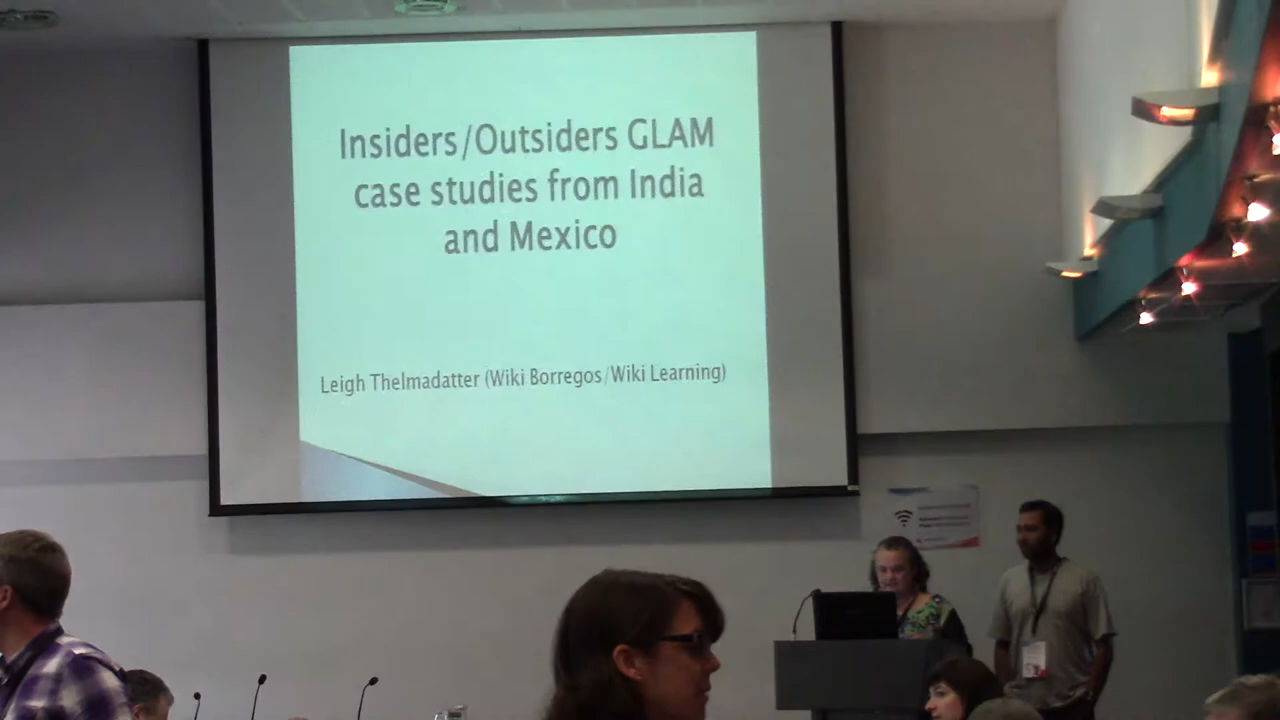 Insiders/Outsiders GLAM
case studies from India
and Mexico
Leigh Thelmadatter (Wiki Borregos/Wiki Learning)